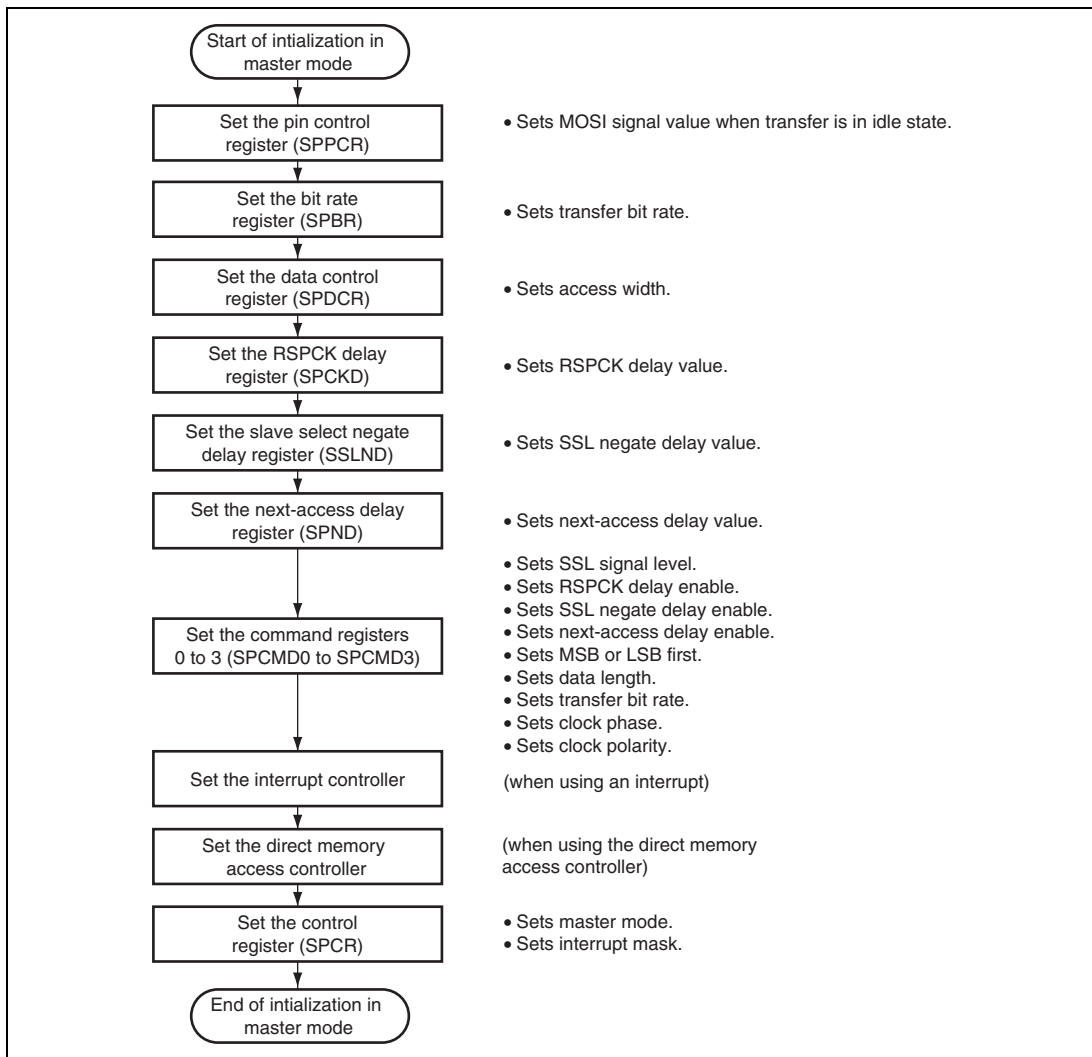 Start of intialization in
master mode
Set the pin control
register (SPPCR)
• Sets MOSI signal value when transfer is in idle state.
Set the bit rate
register (SPBR)
• Sets transfer bit rate.
Set the data control
register (SPDCR)
• Sets access width.
Set the RSPCK delay
register (SPCKD)
• Sets RSPCK delay value.
Set the slave select negate
delay register (SSLND)
• Sets SSL negate delay value.
Set the next-access delay
register (SPND)
• Sets next-access delay value.
Set the command registers
0 to 3 (SPCMD0 to SPCMD3)
• Sets SSL signal level.
• Sets RSPCK delay enable.
• Sets SSL negate delay enable.
• Sets next-access delay enable.
• Sets MSB or LSB first.
• Sets data length.
• Sets transfer bit rate.
• Sets clock phase.
• Sets clock polarity.
Set the interrupt controller
(when using an interrupt)
Set the direct memory
access controller
(when using the direct memory
access controller)
Set the control
register (SPCR)
• Sets master mode.
• Sets interrupt mask.
End of intialization in
master mode